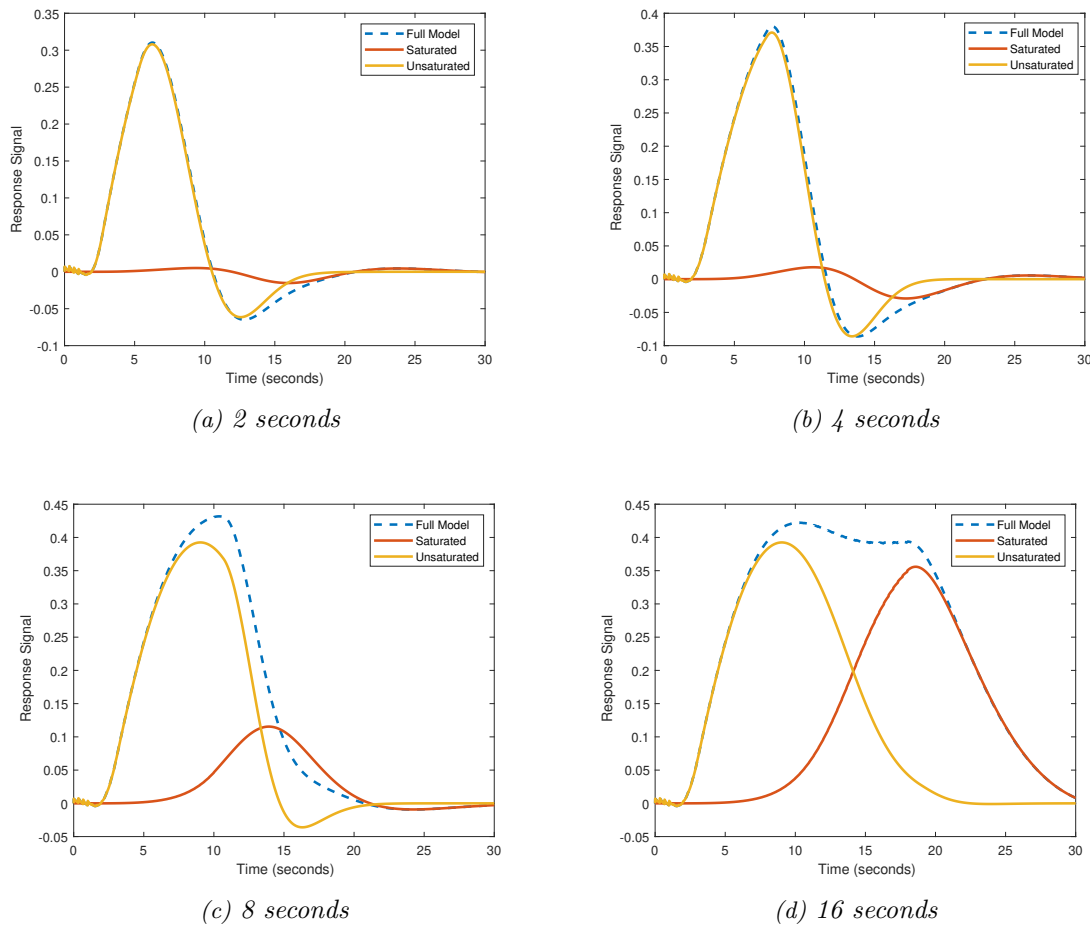 0.35
0.3
0.25
0.2
0.15
0.1
0.05
0
-0.05
-0.1
Response Signal
Full Model
Saturated
Unsaturated
0 5 10 15 20 25 30
Time (seconds)
(a) 2 seconds
0.4
0.35
0.3
0.25
0.2
0.15
0.1
0.05
0
-0.05
-0.1
Response Signal
Full Model
Saturated
Unsaturated
0 5 10 15 20 25 30
Time (seconds)
(b) 4 seconds
0.45
0.4
0.35
0.3
0.25
0.2
0.15
0.1
0.05
0
-0.05
Response Signal
Full Model
Saturated
Unsaturated
0 5 10 15 20 25 30
Time (seconds)
(c) 8 seconds
0.45
0.4
0.35
0.3
0.25
0.2
0.15
0.1
0.05
0
-0.05
Response Signal
Full Model
Saturated
Unsaturated
0 5 10 15 20 25 30
Time (seconds)
(d) 16 seconds